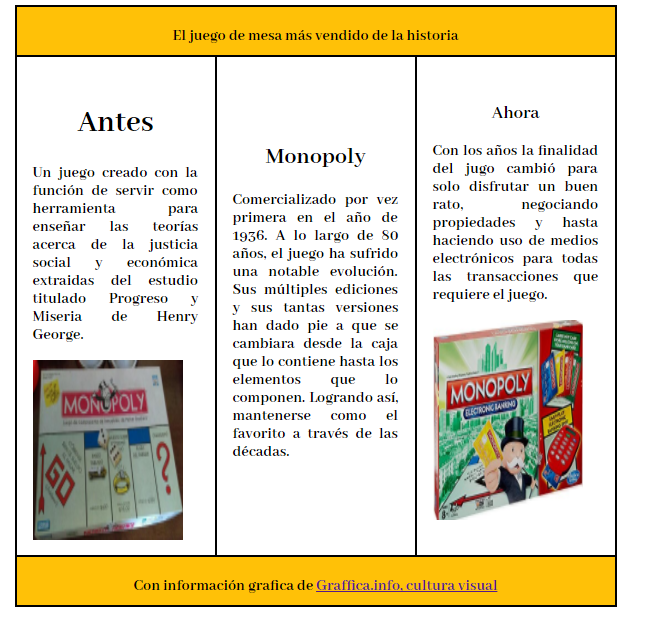 El juego de mesa más vendido de la historia
Antes
Un juego creado con la
función de servir como
herramienta para
enseñar las teorías
acerca de la justicia
social y económica
extraidas del estudio
titulado Progreso y
Miseria de Henry
George.
MONOPOLY
GO
?
Monopoly
Comercializado por vez
primera en el año de
1936. A lo largo de 80
años, el juego ha sufrido
una notable evolución.
Sus múltiples ediciones
y sus tantas versiones
han dado pie a que se
cambiara desde la caja
que lo contiene hasta los
elementos que lo
componen. Logrando así,
mantenerse como el
favorito a través de las
décadas.
Ahora
Con los años la finalidad
del jugo cambió para
solo disfrutar un buen
rato, negociando
propiedades y hasta
haciendo uso de medios
electrónicos para todas
las transacciones que
requiere el juego.
MONOPOLY
ELECTRONIC BANKING
Con información grafica de Graffica.info, cultura visual